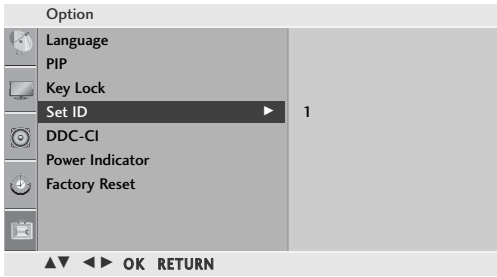 Option
Language
PIP
Key Lock
Set ID ► 1
DDC-CI
Power Indicator
Factory Reset
▲▼ ◄► OK RETURN